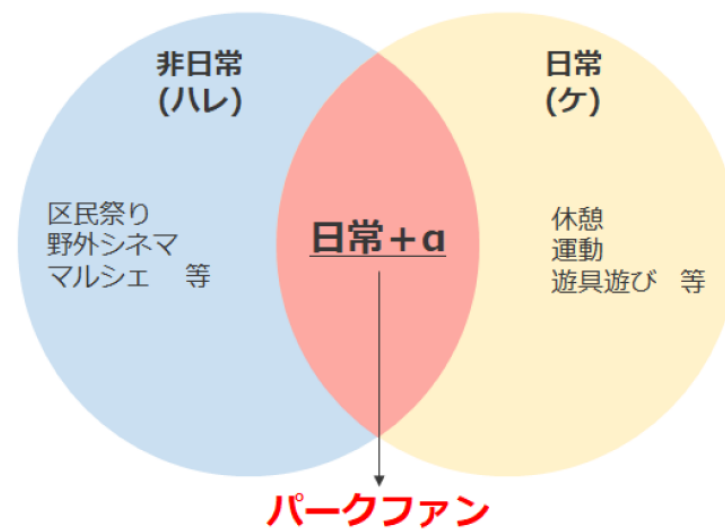 非日常
(ハレ)
区民祭り
野外シネマ
マルシェ　等
日常＋α
日常
(ケ)
休憩
運動
遊具遊び　等
パークファン